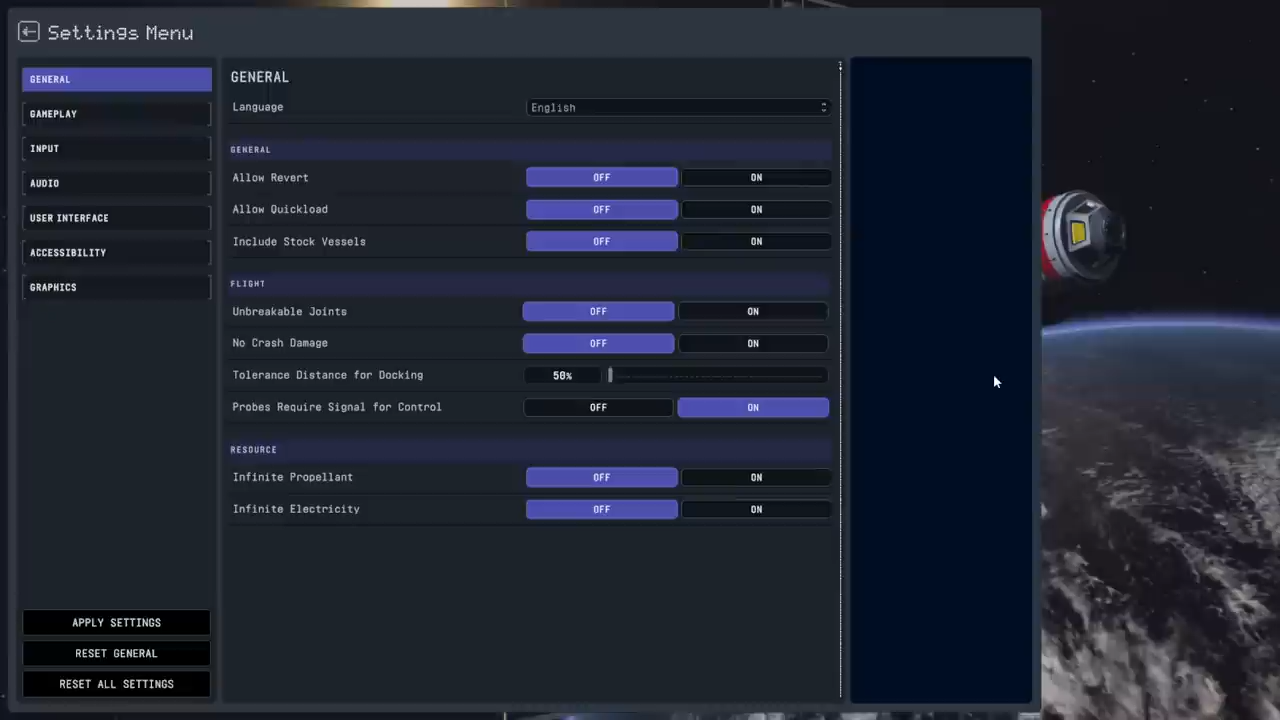 Settings Menu
GENERAL
GAMEPLAY
INPUT
AUDIO
USER INTERFACE
ACCESSIBILITY
GRAPHICS
APPLY SETTINGS
RESET GENERAL
RESET ALL SETTINGS
GENERAL
Language English
GENERAL
Allow Revert OFF ON
Allow Quickload OFF ON
Include Stock Vessels OFF ON
FLIGHT
Unbreakable Joints OFF ON
No Crash Damage OFF ON
Tolerance Distance for Docking 50%
Probes Require Signal for Control OFF ON
RESOURCE
Infinite Propellant OFF ON
Infinite Electricity OFF ON